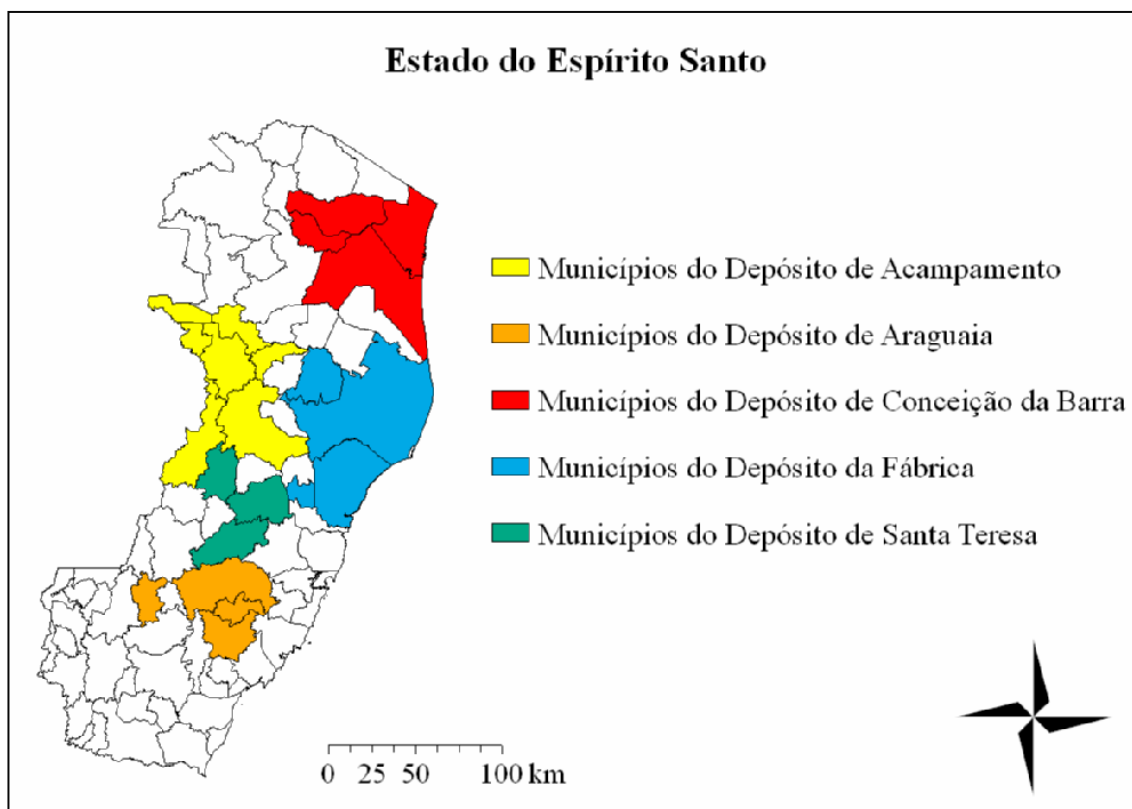 Estado do Espírito Santo
Municípios do Depósito de Acampamento
Municípios do Depósito de Araguaia
Municípios do Depósito de Conceição da Barra
Municípios do Depósito da Fábrica
Municípios do Depósito de Santa Teresa
0 25 50 100 km